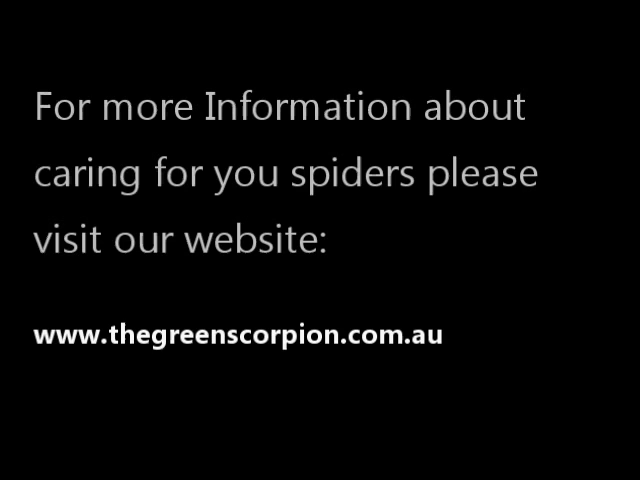 For more Information about
caring for you spiders please
visit our website:
www.thegreenscorpion.com.au